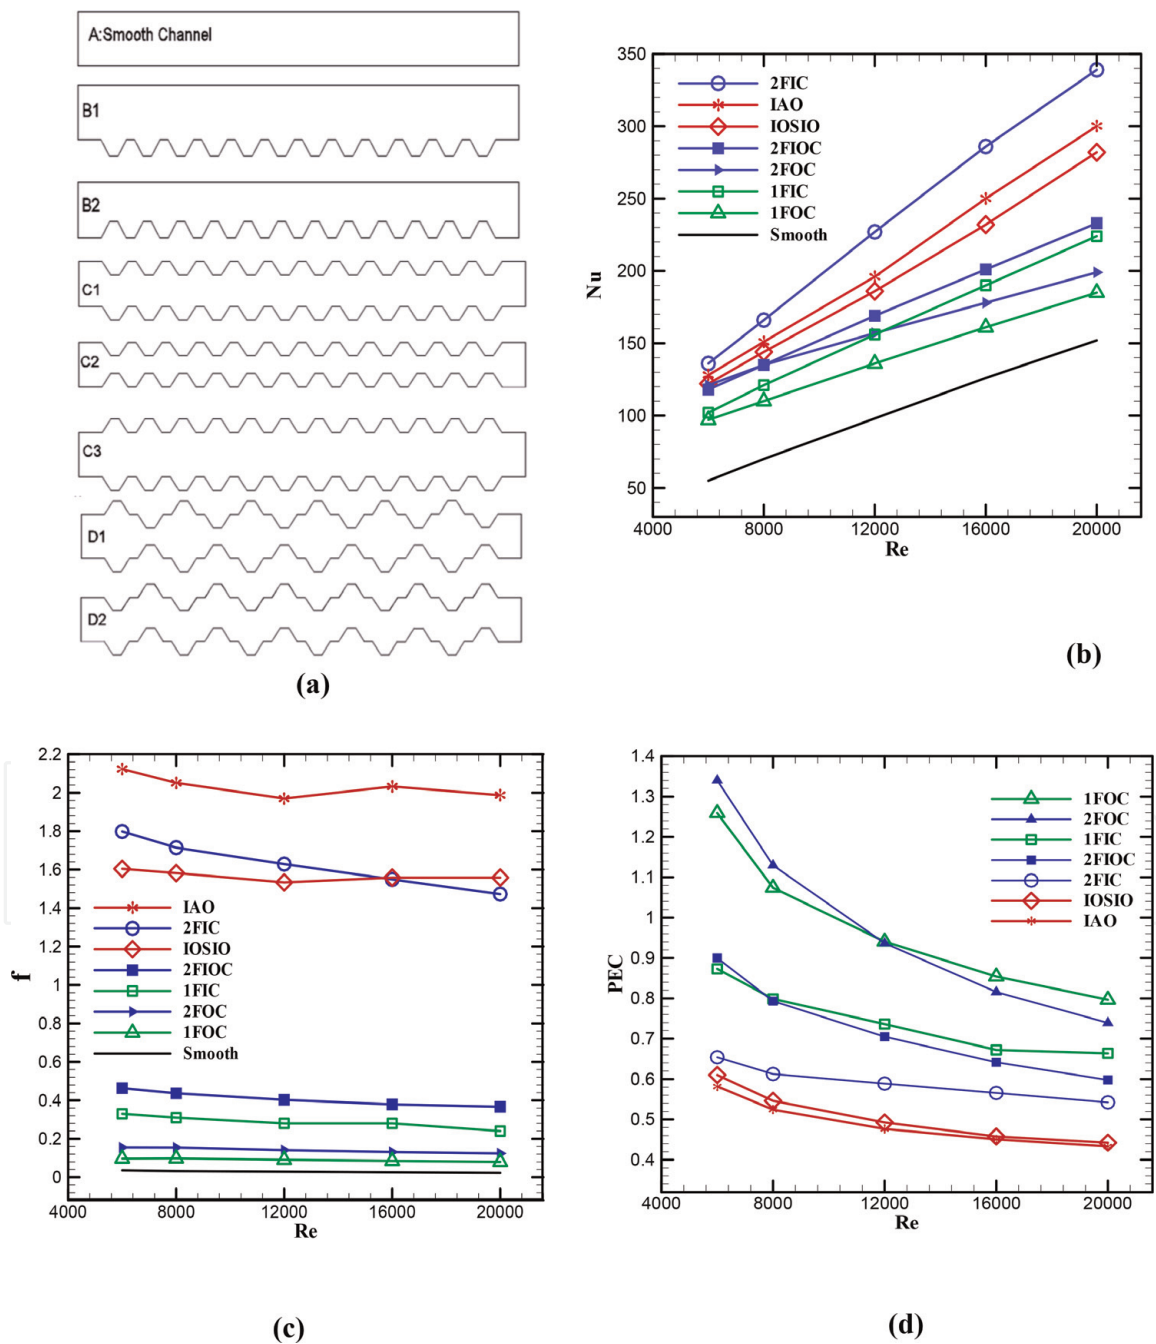 A:Smooth Channel
B1
B2
C1
C2
C3
D1
D2
(a)
350
300
250
200
150
100
50
Nu
2FIC
IAO
IOSIO
2FIOC
2FOC
1FIC
1FOC
Smooth
4000 8000 12000 16000 20000
Re
(b)
2.2
2
1.8
1.6
1.4
1.2
1
0.8
0.6
0.4
0.2
0
f
IAO
2FIC
IOSIO
2FIOC
1FIC
2FOC
1FOC
Smooth
4000 8000 12000 16000 20000
Re
(c)
1.4
1.3
1.2
1.1
1
0.9
0.8
0.7
0.6
0.5
0.4
PEC
1FOC
2FOC
1FIC
2FIOC
2FIC
IOSIO
IAO
4000 8000 12000 16000 20000
Re
(d)